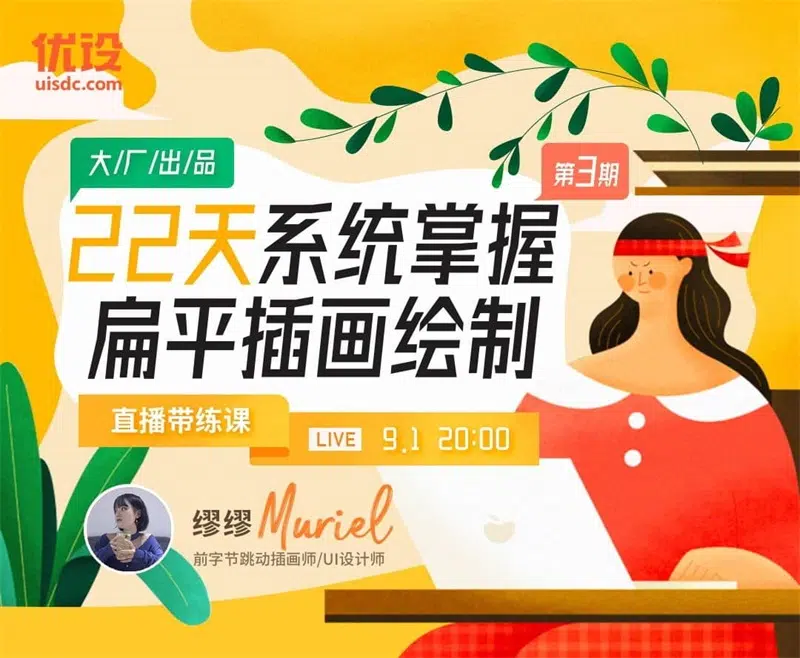 优设
uisdc.com
大/厂/出/品
第3期
22天系统掌握
扁平插画绘制
直播带练课
LIVE 9.1 20:00
缪缪 Muriel
前字节跳动插画师/UI设计师